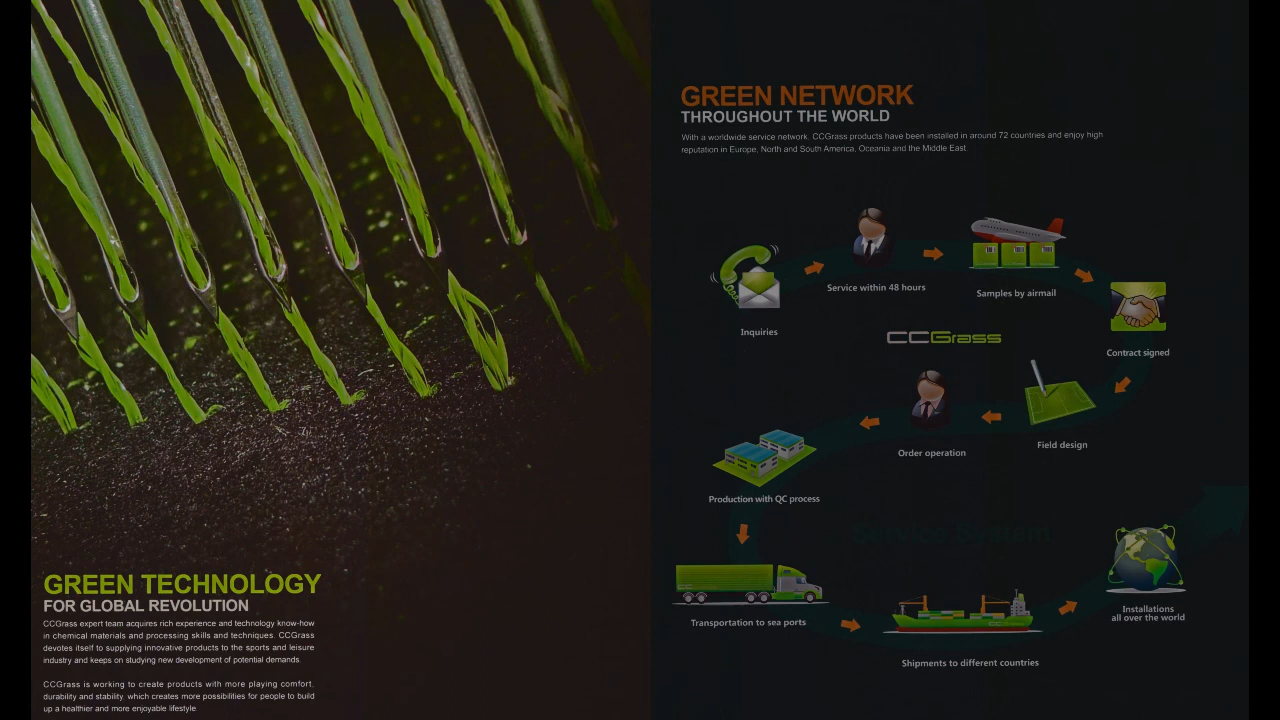 GREEN TECHNOLOGY
FOR GLOBAL REVOLUTION
CCGrass expert team acquires rich experience and technology know-how
in chemical materials and processing skills and techniques. CCGrass
devotes itself to supplying innovative products to the sports and leisure
industry and keeps on studying new development of potential demands.
CCGrass is working to create products with more playing comfort,
durability and stability, which creates more possibilities for people to build
up a healthier and more enjoyable lifestyle.
GREEN NETWORK
THROUGHOUT THE WORLD
With a worldwide service network, CCGrass products have been installed in around 72 countries and enjoy high
reputation in Europe, North and South America, Oceania and the Middle East.
Inquiries
Service within 48 hours
Samples by airmail
Contract signed
CCGrass
Field design
Order operation
Production with QC process
Service System
Transportation to sea ports
Shipments to different countries
Installations
all over the world